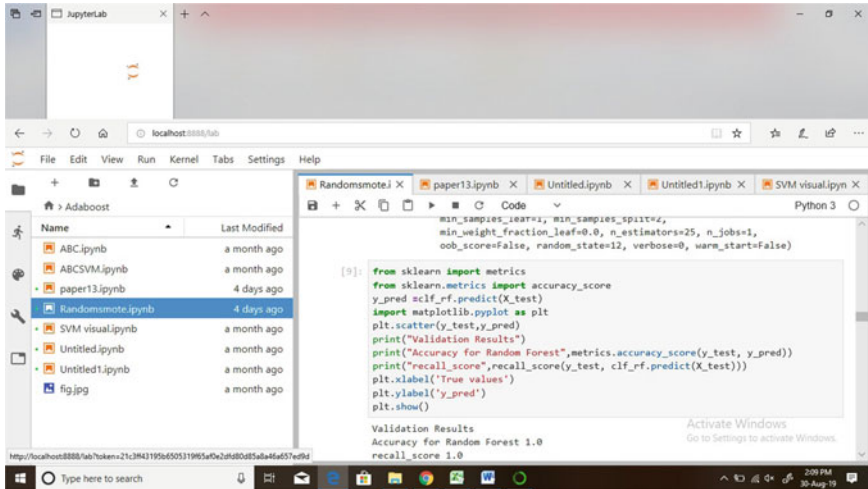 JupyterLab
localhost:8888/lab
File Edit View Run Kernel Tabs Settings Help
Randomsmote.i paper13.ipynb Untitled.ipynb Untitled1.ipynb SVM visual.ipyn
> Adaboost
Code
Python 3
Name Last Modified
ABC.ipynb a month ago
ABCSVM.ipynb a month ago
paper13.ipynb 4 days ago
Randomsmote.ipynb 4 days ago
SVM visual.ipynb a month ago
Untitled.ipynb a month ago
Untitled1.ipynb a month ago
fig.jpg a month ago
min_samples_leaf=1, min_samples_split=2,
min_weight_fraction_leaf=0.0, n_estimators=25, n_jobs=1,
oob_score=False, random_state=12, verbose=0, warm_start=False)
[9]: from sklearn import metrics
from sklearn.metrics import accuracy_score
y_pred =clf_rf.predict(X_test)
import matplotlib.pyplot as plt
plt.scatter(y_test,y_pred)
print("Validation Results")
print("Accuracy for Random Forest",metrics.accuracy_score(y_test, y_pred))
print("recall_score",recall_score(y_test, clf_rf.predict(X_test)))
plt.xlabel('True values')
plt.ylabel('y_pred')
plt.show()
Validation Results
Accuracy for Random Forest 1.0
recall_score 1.0
Activate Windows
Go to Settings to activate Windows.
Type here to search
2:09 PM
30-Aug-19